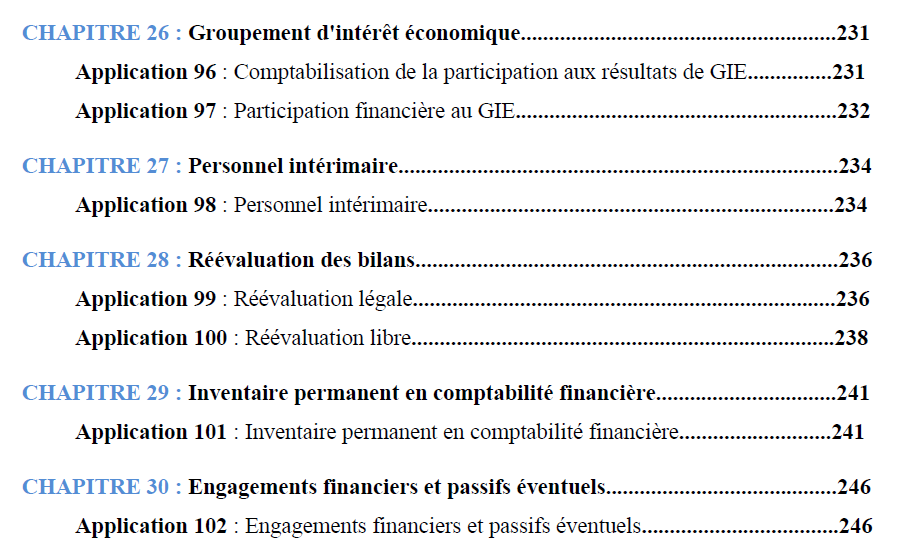 CHAPITRE 26 : Groupement d'intérêt économique..........................................................231
Application 96 : Comptabilisation de la participation aux résultats de GIE...............231
Application 97 : Participation financière au GIE..........................................................232
CHAPITRE 27 : Personnel intérimaire................................................................................234
Application 98 : Personnel intérimaire..........................................................................234
CHAPITRE 28 : Réévaluation des bilans.............................................................................236
Application 99 : Réévaluation légale.............................................................................236
Application 100 : Réévaluation libre.............................................................................238
CHAPITRE 29 : Inventaire permanent en comptabilité financière.................................241
Application 101 : Inventaire permanent en comptabilité financière............................241
CHAPITRE 30 : Engagements financiers et passifs éventuels..........................................246
Application 102 : Engagements financiers et passifs éventuels....................................246